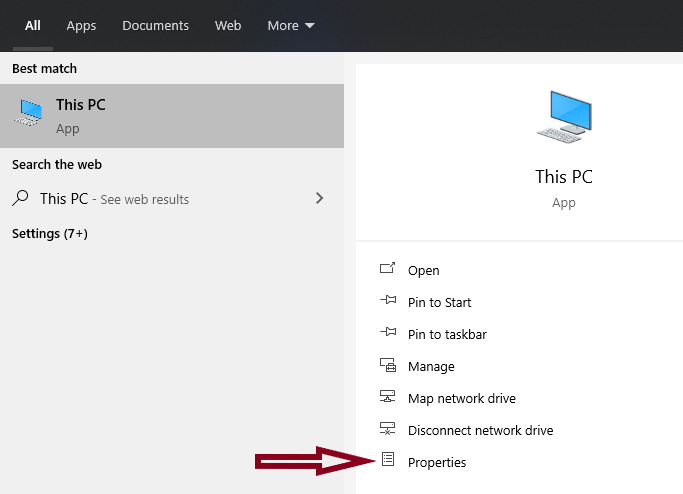 All Apps Documents Web More
Best match
This PC
App
Search the web
This PC - See web results
Settings (7+)
This PC
App
Open
Pin to Start
Pin to taskbar
Manage
Map network drive
Disconnect network drive
Properties